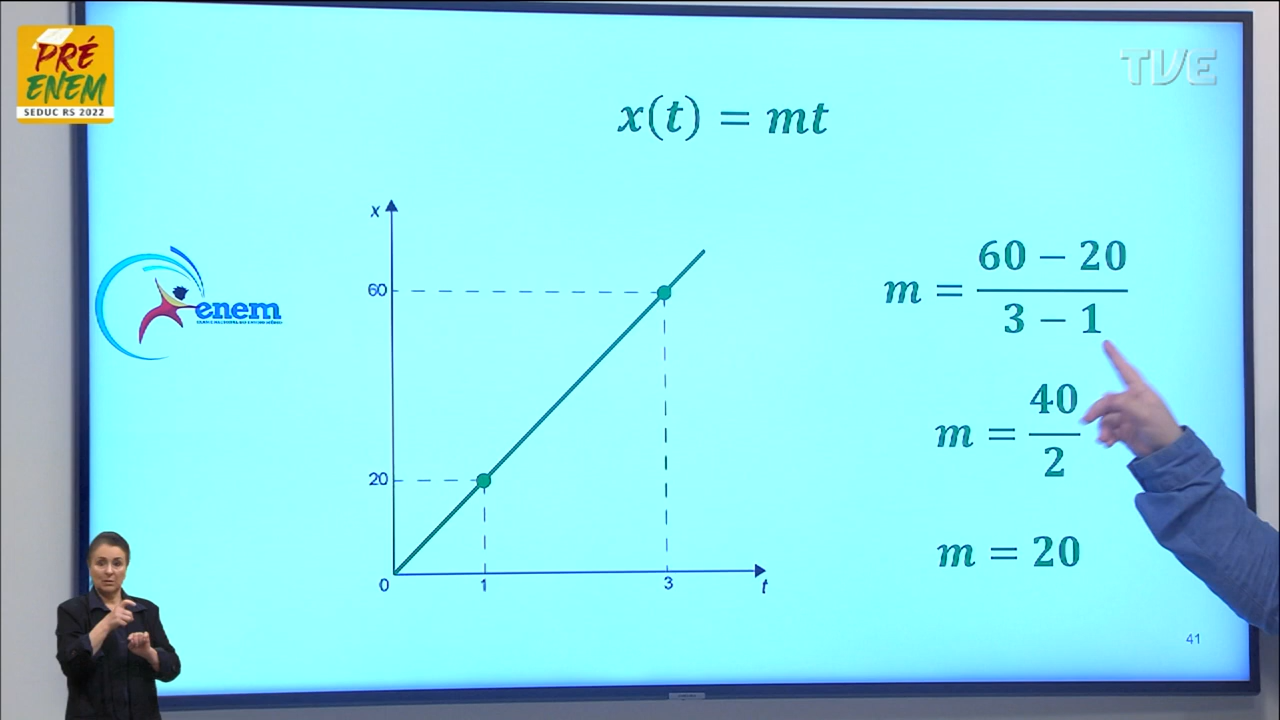 PRÉ
ENEM
SEDUC RS 2022
TVE
x(t) = mt
x
60
20
0
1
3
t
enem
m = 60 − 20
3 − 1
m = 40
2
m = 20
41